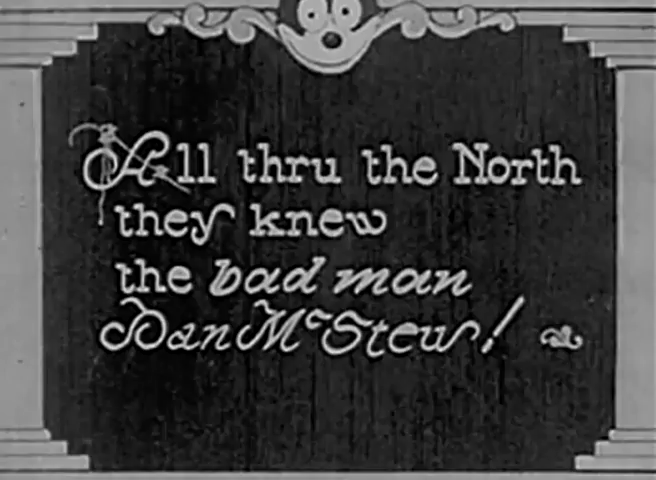 All thru the North
they knew
the bad man
Dan McStew!